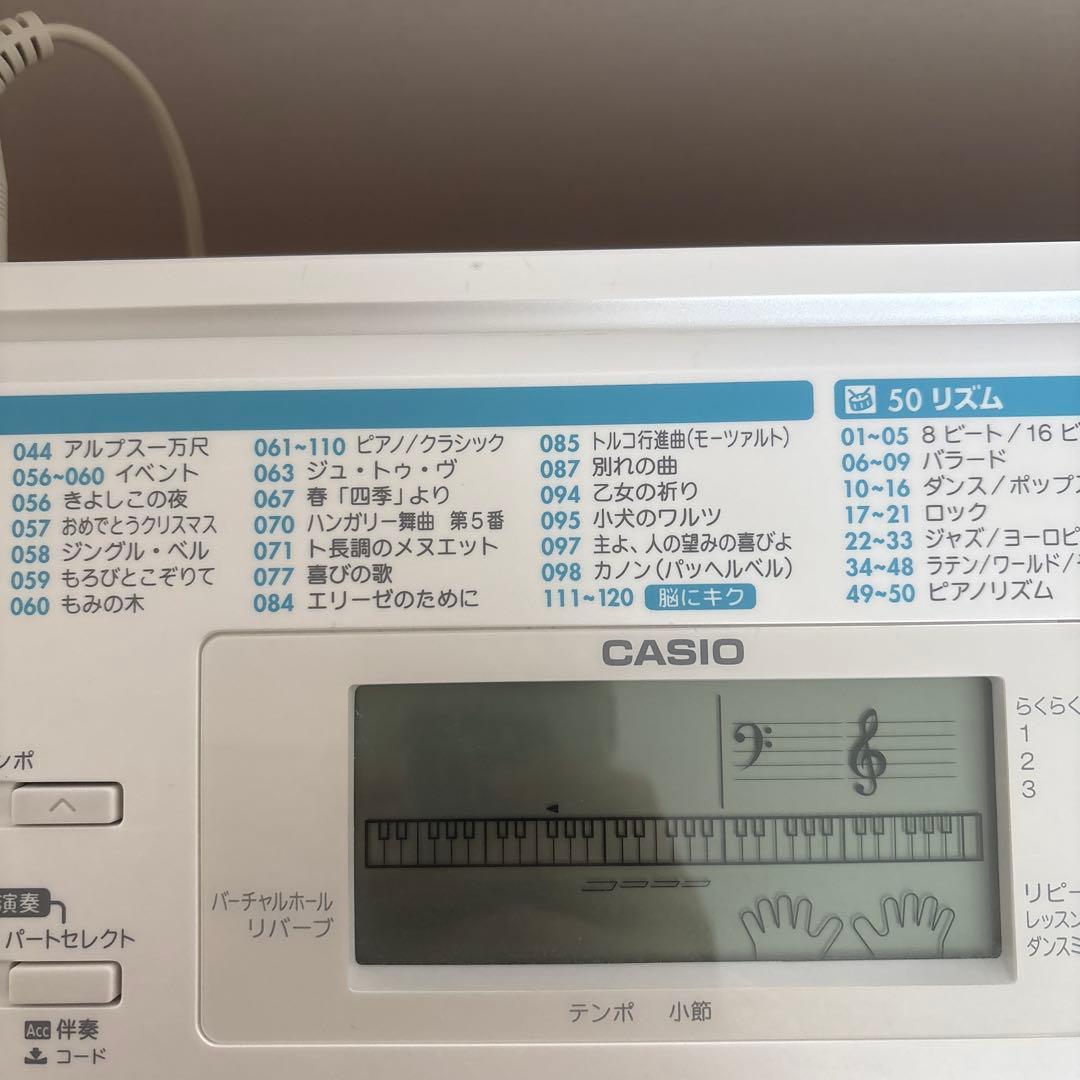 044 アルプス一万尺
056~060 イベント
056 きよしこの夜
057 おめでとうクリスマス
058 ジングル・ベル
059 もろびとこぞりて
060 もみの木
061~110 ピアノ/クラシック
063 ジュ・トゥ・ヴ
067 春「四季」より
070 ハンガリー舞曲 第5番
071 ト長調のメヌエット
077 喜びの歌
084 エリーゼのために
085 トルコ行進曲(モーツァルト)
087 別れの曲
094 乙女の祈り
095 小犬のワルツ
097 主よ、人の望みの喜びよ
098 カノン(パッヘルベル)
111~120 脳にキク
50 リズム
01~05 8 ビート/16 ビ
06~09 バラード
10~16 ダンス/ポップ
17~21 ロック
22~33 ジャズ/ヨーロピ
34~48 ラテン/ワールド/
49~50 ピアノリズム
CASIO
らくらく
1
2
3
ンポ
演奏
パートセレクト
Acc 伴奏
コード
バーチャルホール
リバーブ
リピー
レッスン
ダンスミ
テンポ 小節